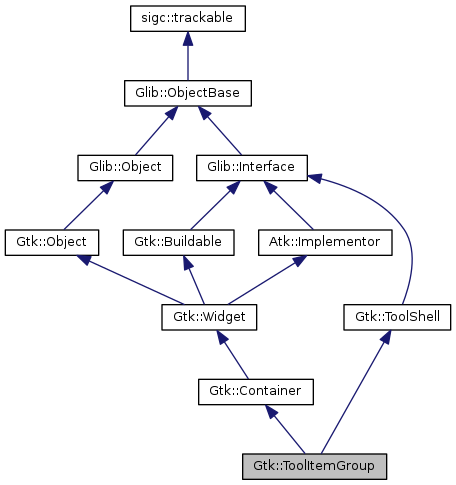 sigc::trackable
Glib::ObjectBase
Glib::Object
Glib::Interface
Gtk::Object
Gtk::Buildable
Atk::Implementor
Gtk::Widget
Gtk::ToolShell
Gtk::Container
Gtk::ToolItemGroup